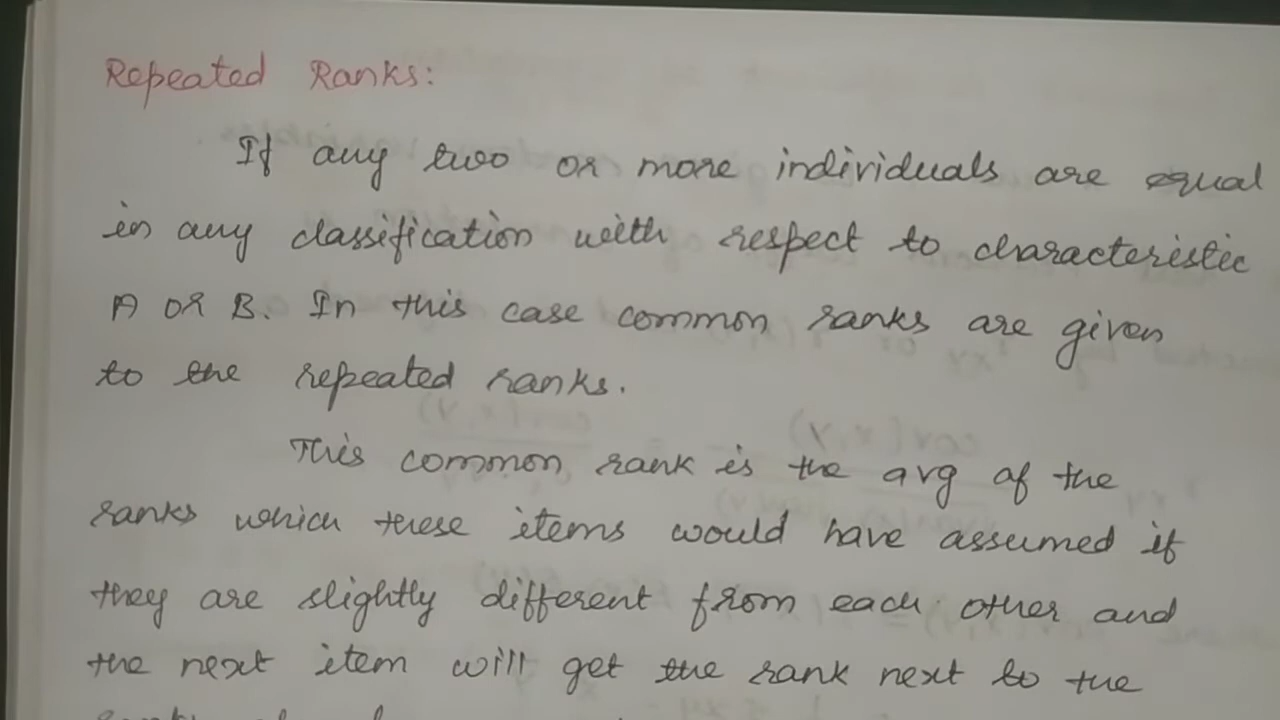 Repeated Ranks:
If any two or more individuals are equal
in any classification with respect to characteristic
A or B. In this case common ranks are given
to the repeated ranks.
This common rank is the avg of the
ranks which these items would have assumed if
they are slightly different from each other and
the next item will get the rank next to the